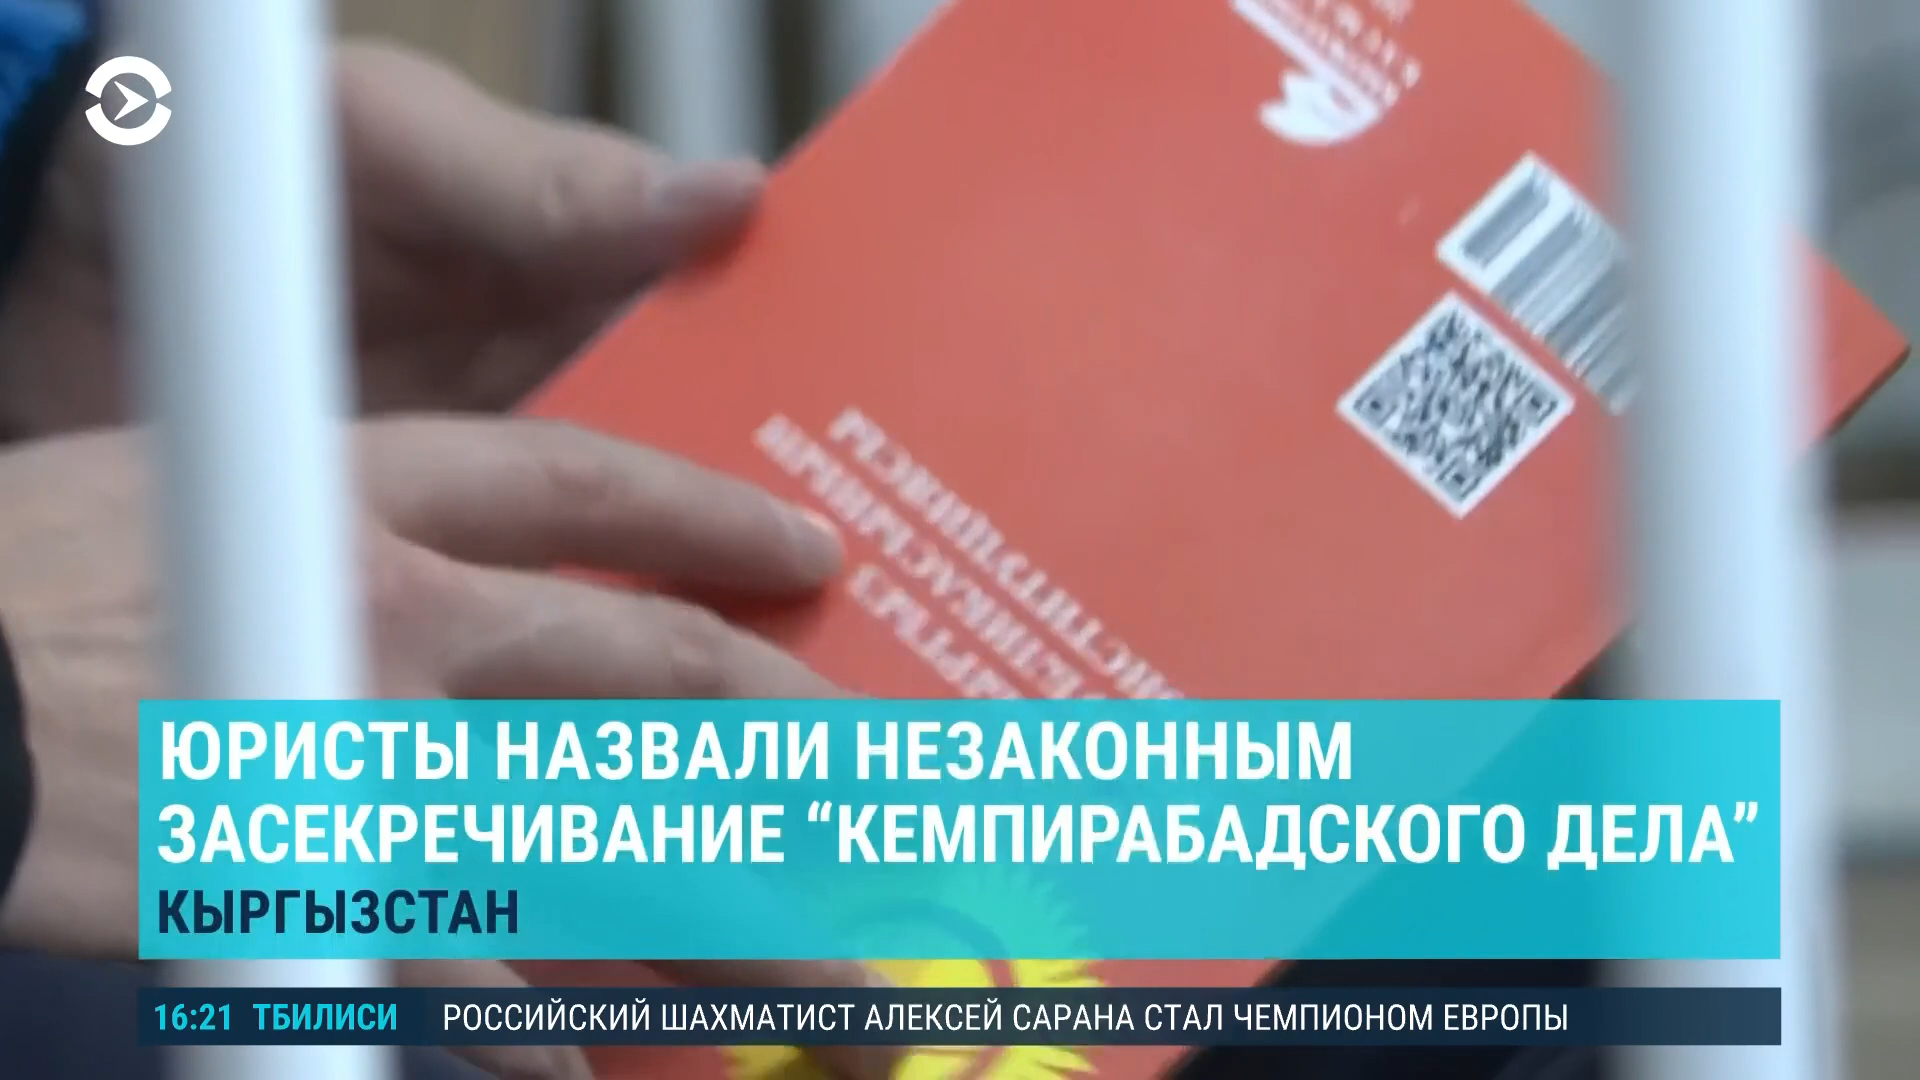 ЮРИСТЫ НАЗВАЛИ НЕЗАКОННЫМ
ЗАСЕКРЕЧИВАНИЕ “КЕМПИРАБАДСКОГО ДЕЛА”
КЫРГЫЗСТАН
16:21 ТБИЛИСИ РОССИЙСКИЙ ШАХМАТИСТ АЛЕКСЕЙ САРАНА СТАЛ ЧЕМПИОНОМ ЕВРОПЫ